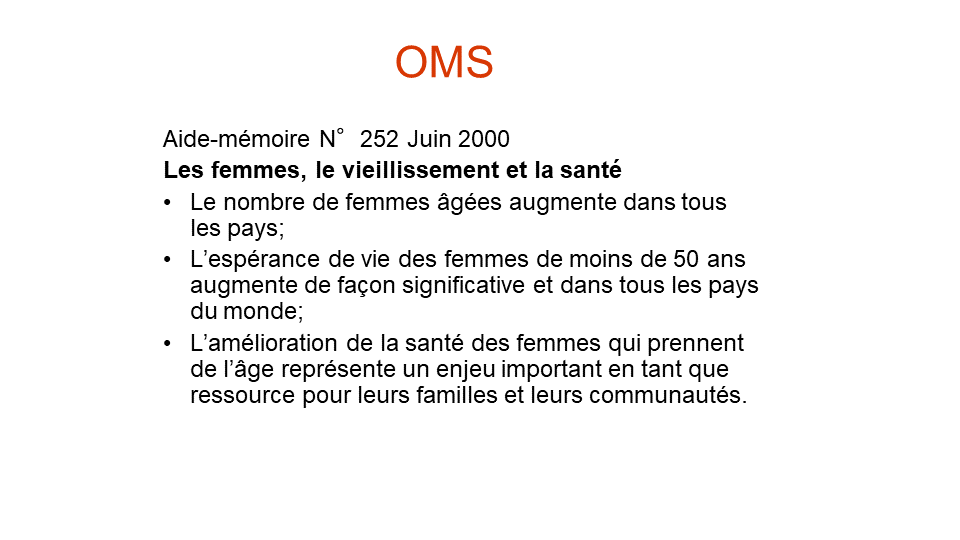 OMS
Aide-mémoire N° 252 Juin 2000
Les femmes, le vieillissement et la santé
• Le nombre de femmes âgées augmente dans tous
les pays;
• L’espérance de vie des femmes de moins de 50 ans
augmente de façon significative et dans tous les pays
du monde;
• L’amélioration de la santé des femmes qui prennent
de l’âge représente un enjeu important en tant que
ressource pour leurs familles et leurs communautés.